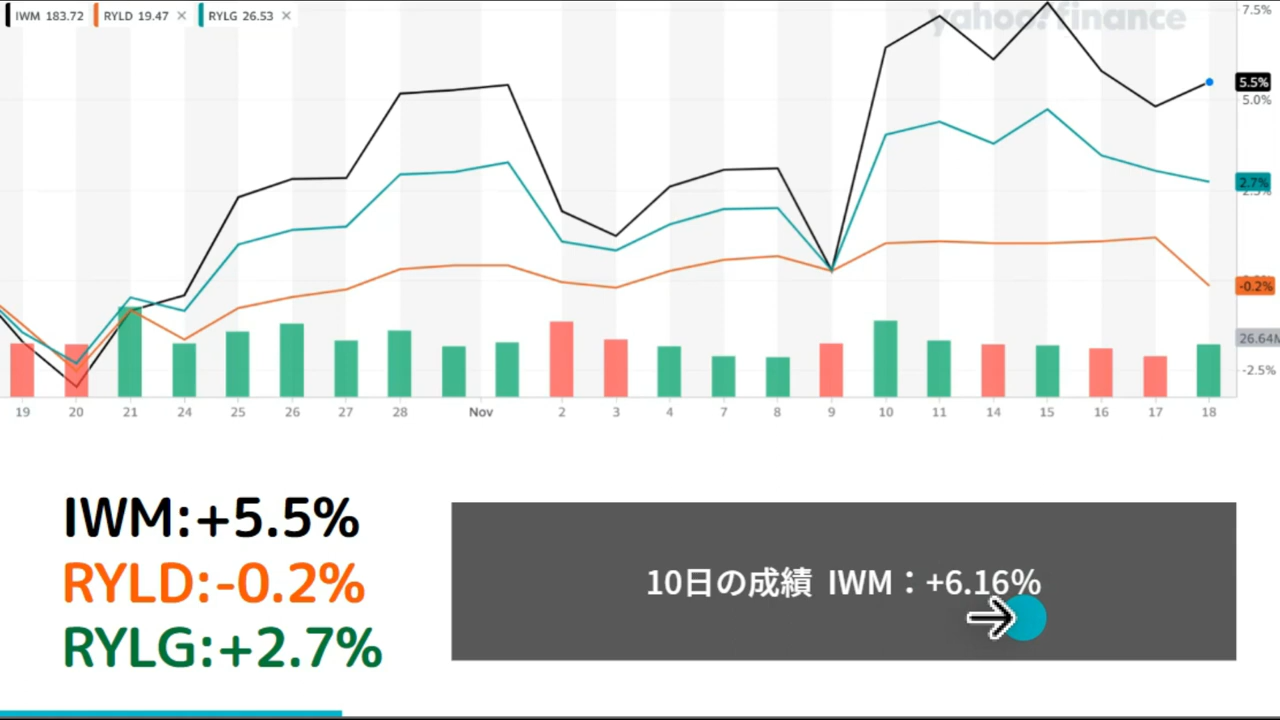 IWM 183.72 RYLD 19.47 ✕ RYLG 26.53 ✕
yahoo! finance
7.5%
5.5%
5.0%
2.7%
2.5%
-0.2%
26.64M
-2.5%
19 20 21 24 25 26 27 28 Nov 2 3 4 7 8 9 10 11 14 15 16 17 18
IWM:+5.5%
RYLD:-0.2%
RYLG:+2.7%
10日の成績 IWM：+6.16%